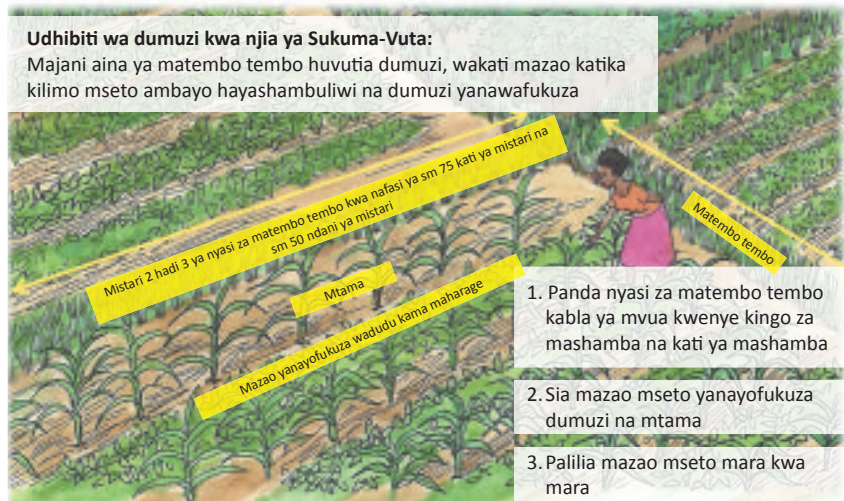 Udhibiti wa dumuzi kwa njia ya Sukuma-Vuta:
Majani aina ya matembo tembo huvutia dumuzi, wakati mazao katika
kilimo mseto ambayo hayashambuliwi na dumuzi yanawafukuza
Mistari 2 hadi 3 ya nyasi za matembo tembo kwa nafasi ya sm 75 kati ya mistari na
sm 50 ndani ya mistari
Matembo tembo
Mtama
Mazao yanayofukuza wadudu kama maharage
1. Panda nyasi za matembo tembo
kabla ya mvua kwenye kingo za
mashamba na kati ya mashamba
2. Sia mazao mseto yanayofukuza
dumuzi na mtama
3. Palilia mazao mseto mara kwa
mara